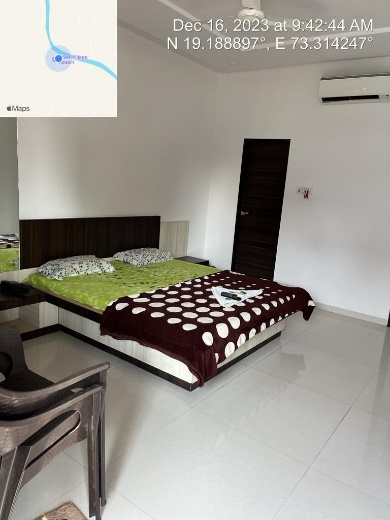 Dec 16, 2023 at 9:42:44 AM
N 19.188897°, E 73.314247°
Maps